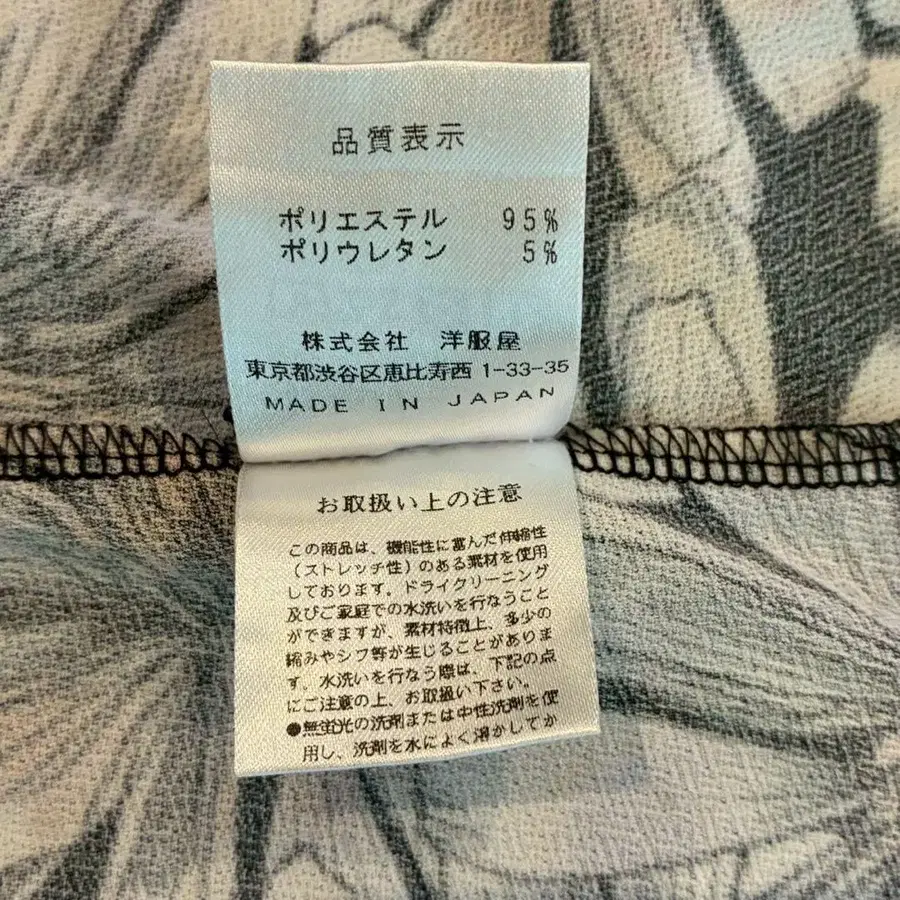 品質表示
ポリエステル 95%
ポリウレタン 5%
株式会社 洋服屋
東京都渋谷区恵比寿西 1-33-35
MADE IN JAPAN
お取扱い上の注意
この商品は、機能性に富んだ伸縮性
(ストレッチ性)のある素材を使用
しております。ドライクリーニング
及びご家庭での水洗いを行なうこと
ができますが、素材特徴上、多少の
縮みやシワ等が生じることがありま
す。水洗いを行なう際は、下記の点
にご注意の上、お取扱い下さい。
●無蛍光の洗剤または中性洗剤を使
用し、洗剤を水によく溶かしてか